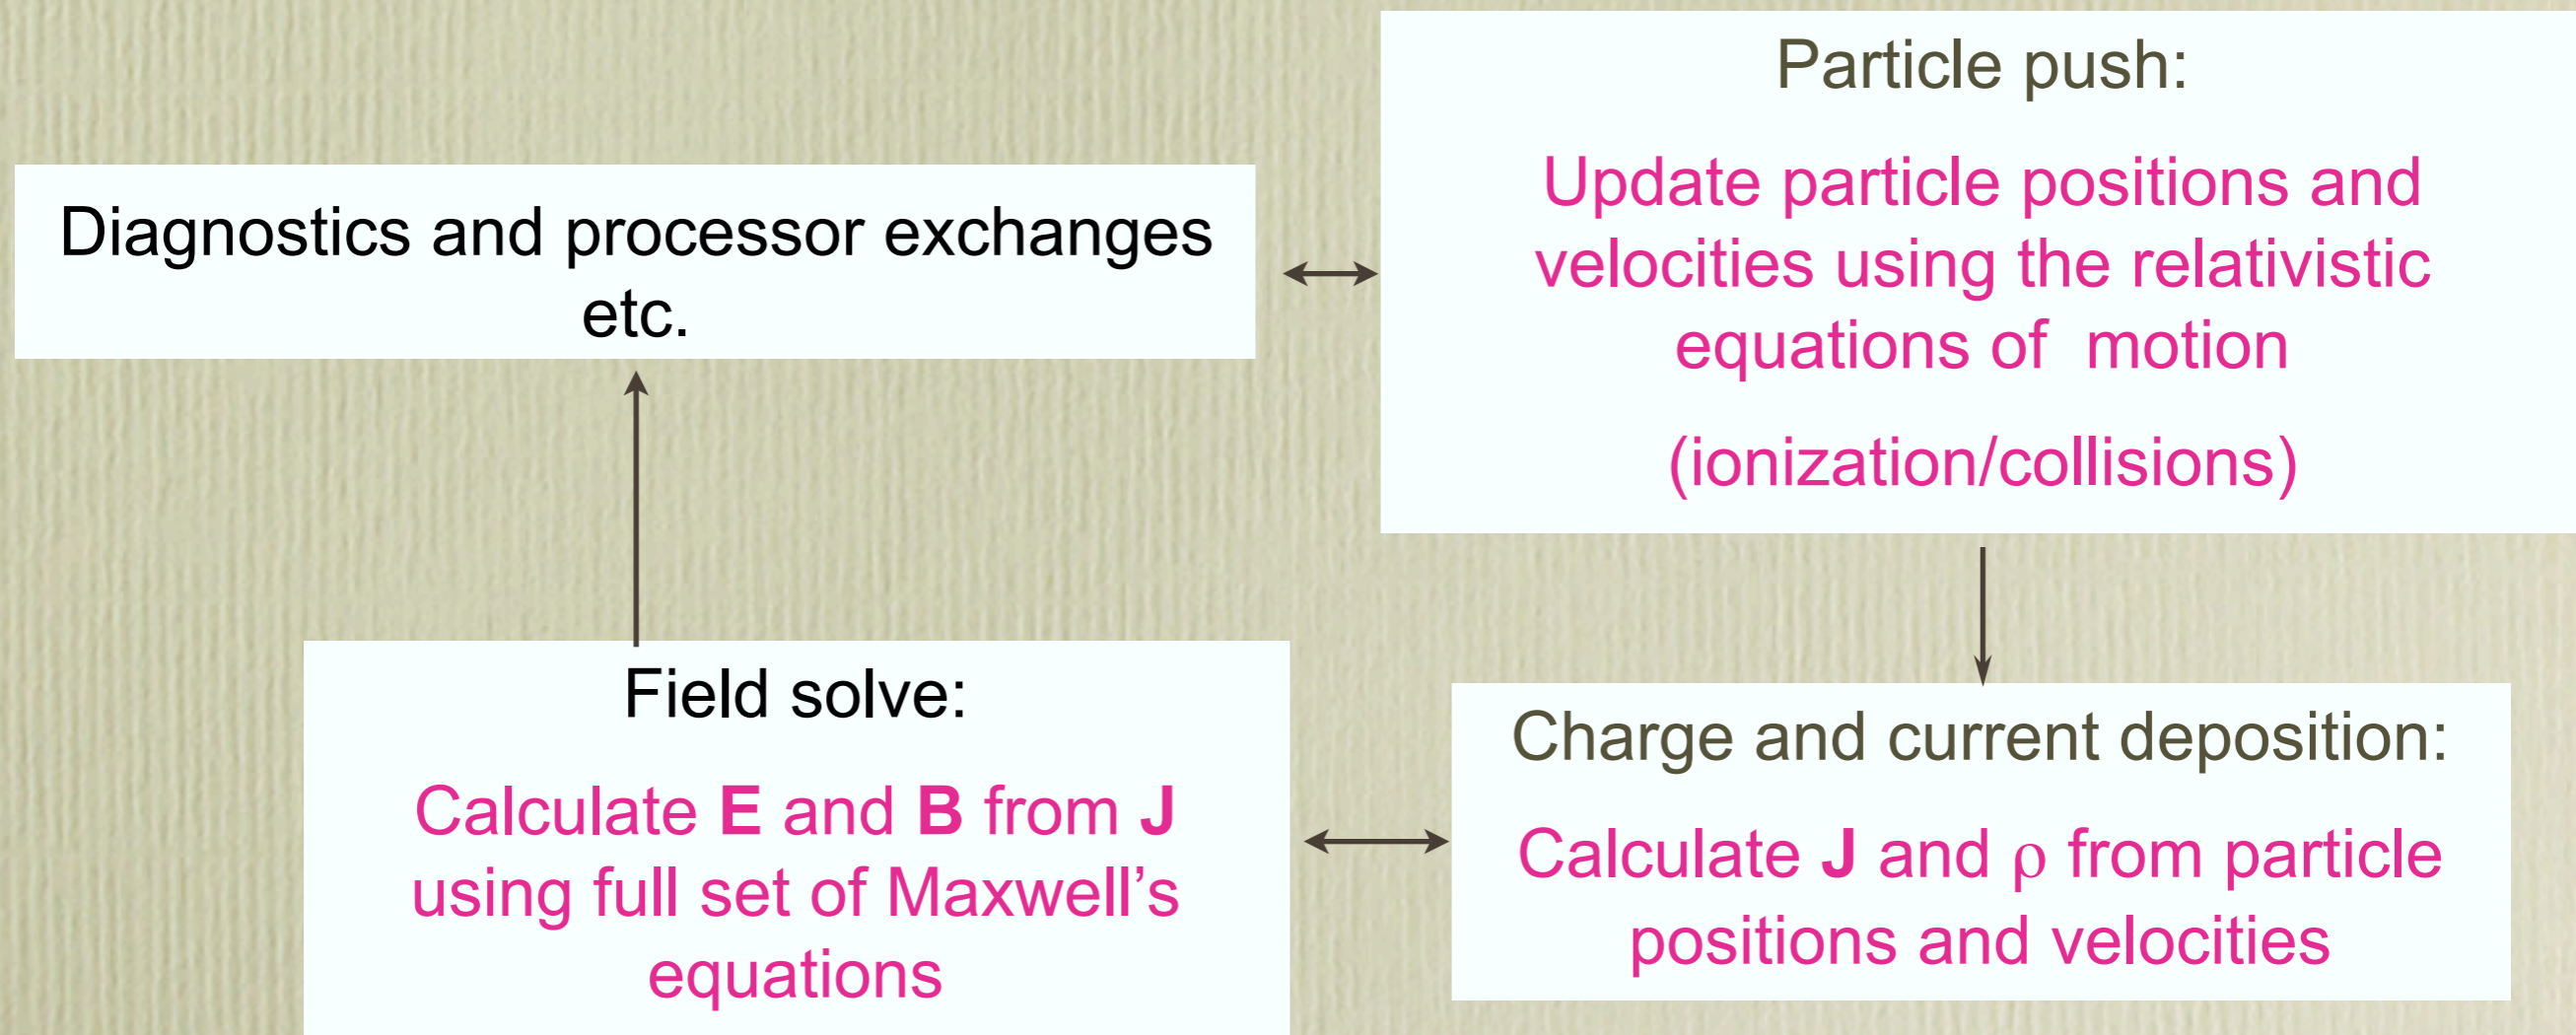 Particle push:
Update particle positions and
velocities using the relativistic
equations of motion
(ionization/collisions)
Diagnostics and processor exchanges
etc.
Field solve:
Calculate E and B from J
using full set of Maxwell’s
equations
Charge and current deposition:
Calculate J and ρ from particle
positions and velocities